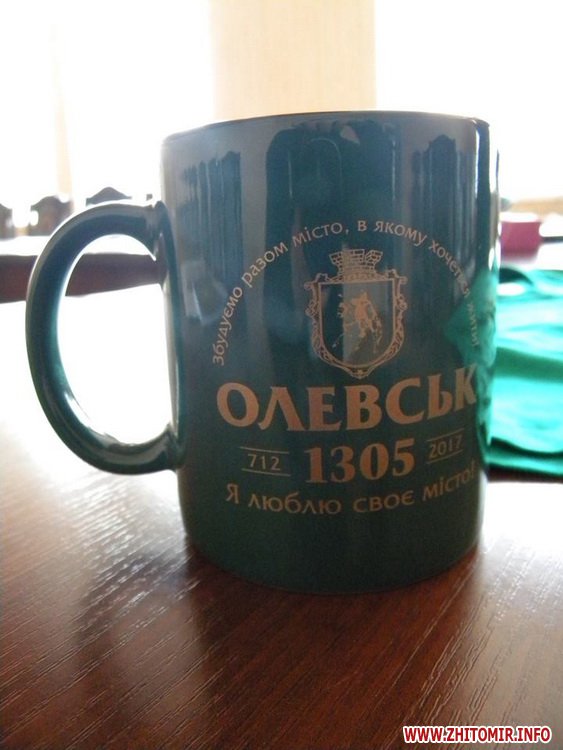 Збудуємо разом місто, в якому хочеться жити!
ОЛЕВСЬК
712 1305 2017
Я люблю своє місто!
WWW.ZHITOMIR.INFO